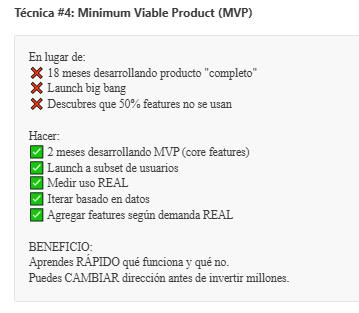 Técnica #4: Minimum Viable Product (MVP)
En lugar de:
❌ 18 meses desarrollando producto "completo"
❌ Launch big bang
❌ Descubres que 50% features no se usan
Hacer:
✅ 2 meses desarrollando MVP (core features)
✅ Launch a subset de usuarios
✅ Medir uso REAL
✅ Iterar basado en datos
✅ Agregar features según demanda REAL
BENEFICIO:
Aprendes RÁPIDO qué funciona y qué no.
Puedes CAMBIAR dirección antes de invertir millones.